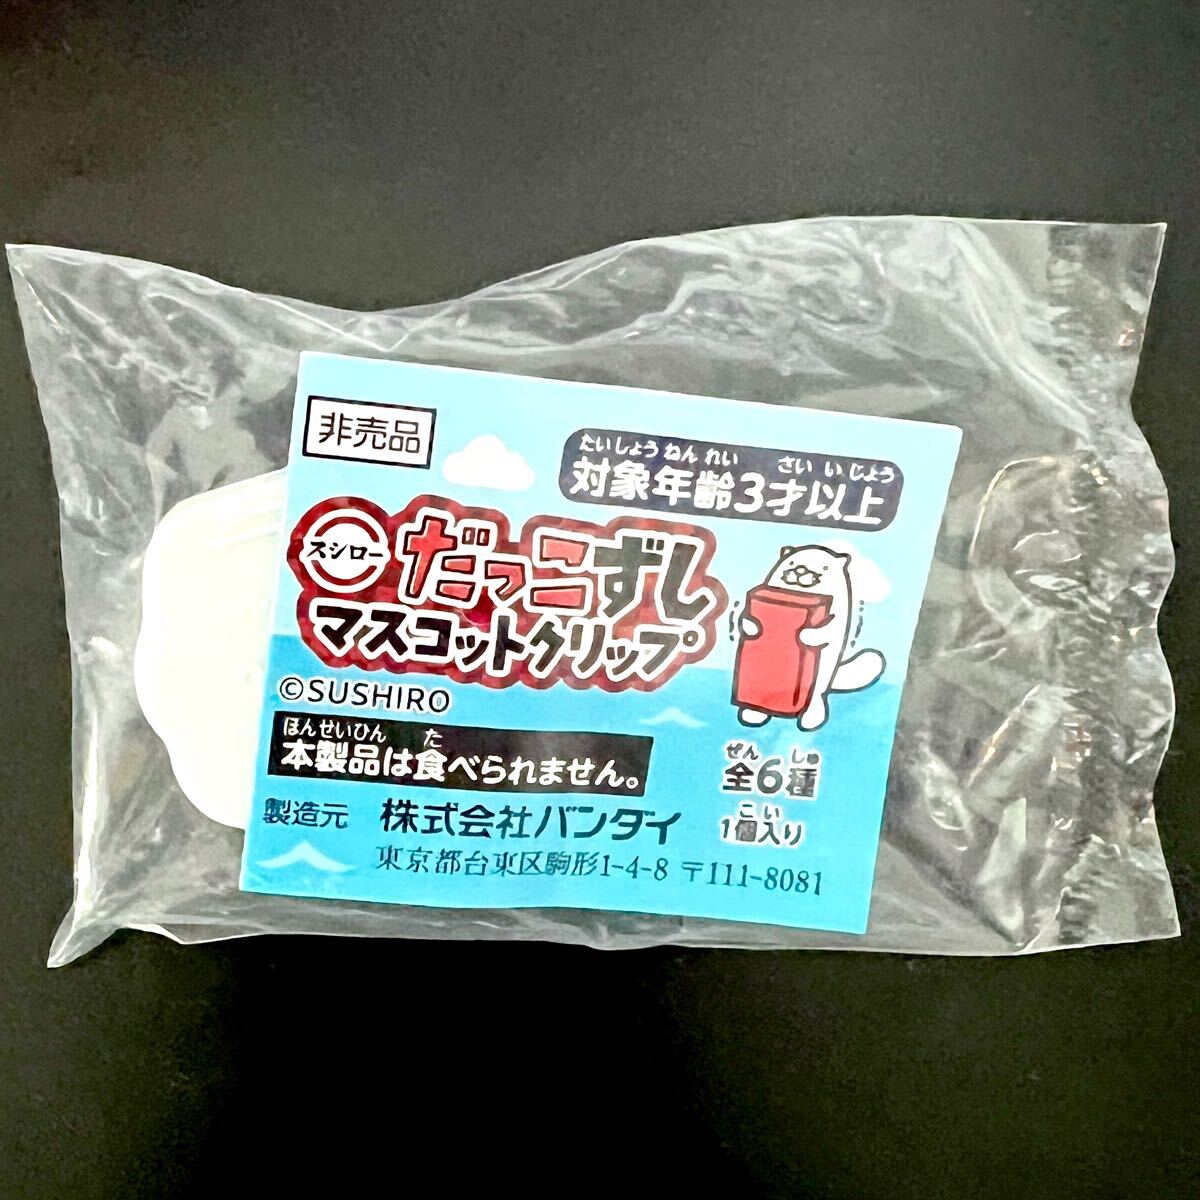 非売品
たいしょうねんれい さいいじょう
対象年齢3才以上
スシロー だっこずし
マスコットクリップ
©SUSHIRO
ほんせいひん た
本製品は食べられません。
ぜん しゅ
全6種
こい
1個入り
製造元 株式会社バンダイ
東京都台東区駒形1-4-8 〒111-8081